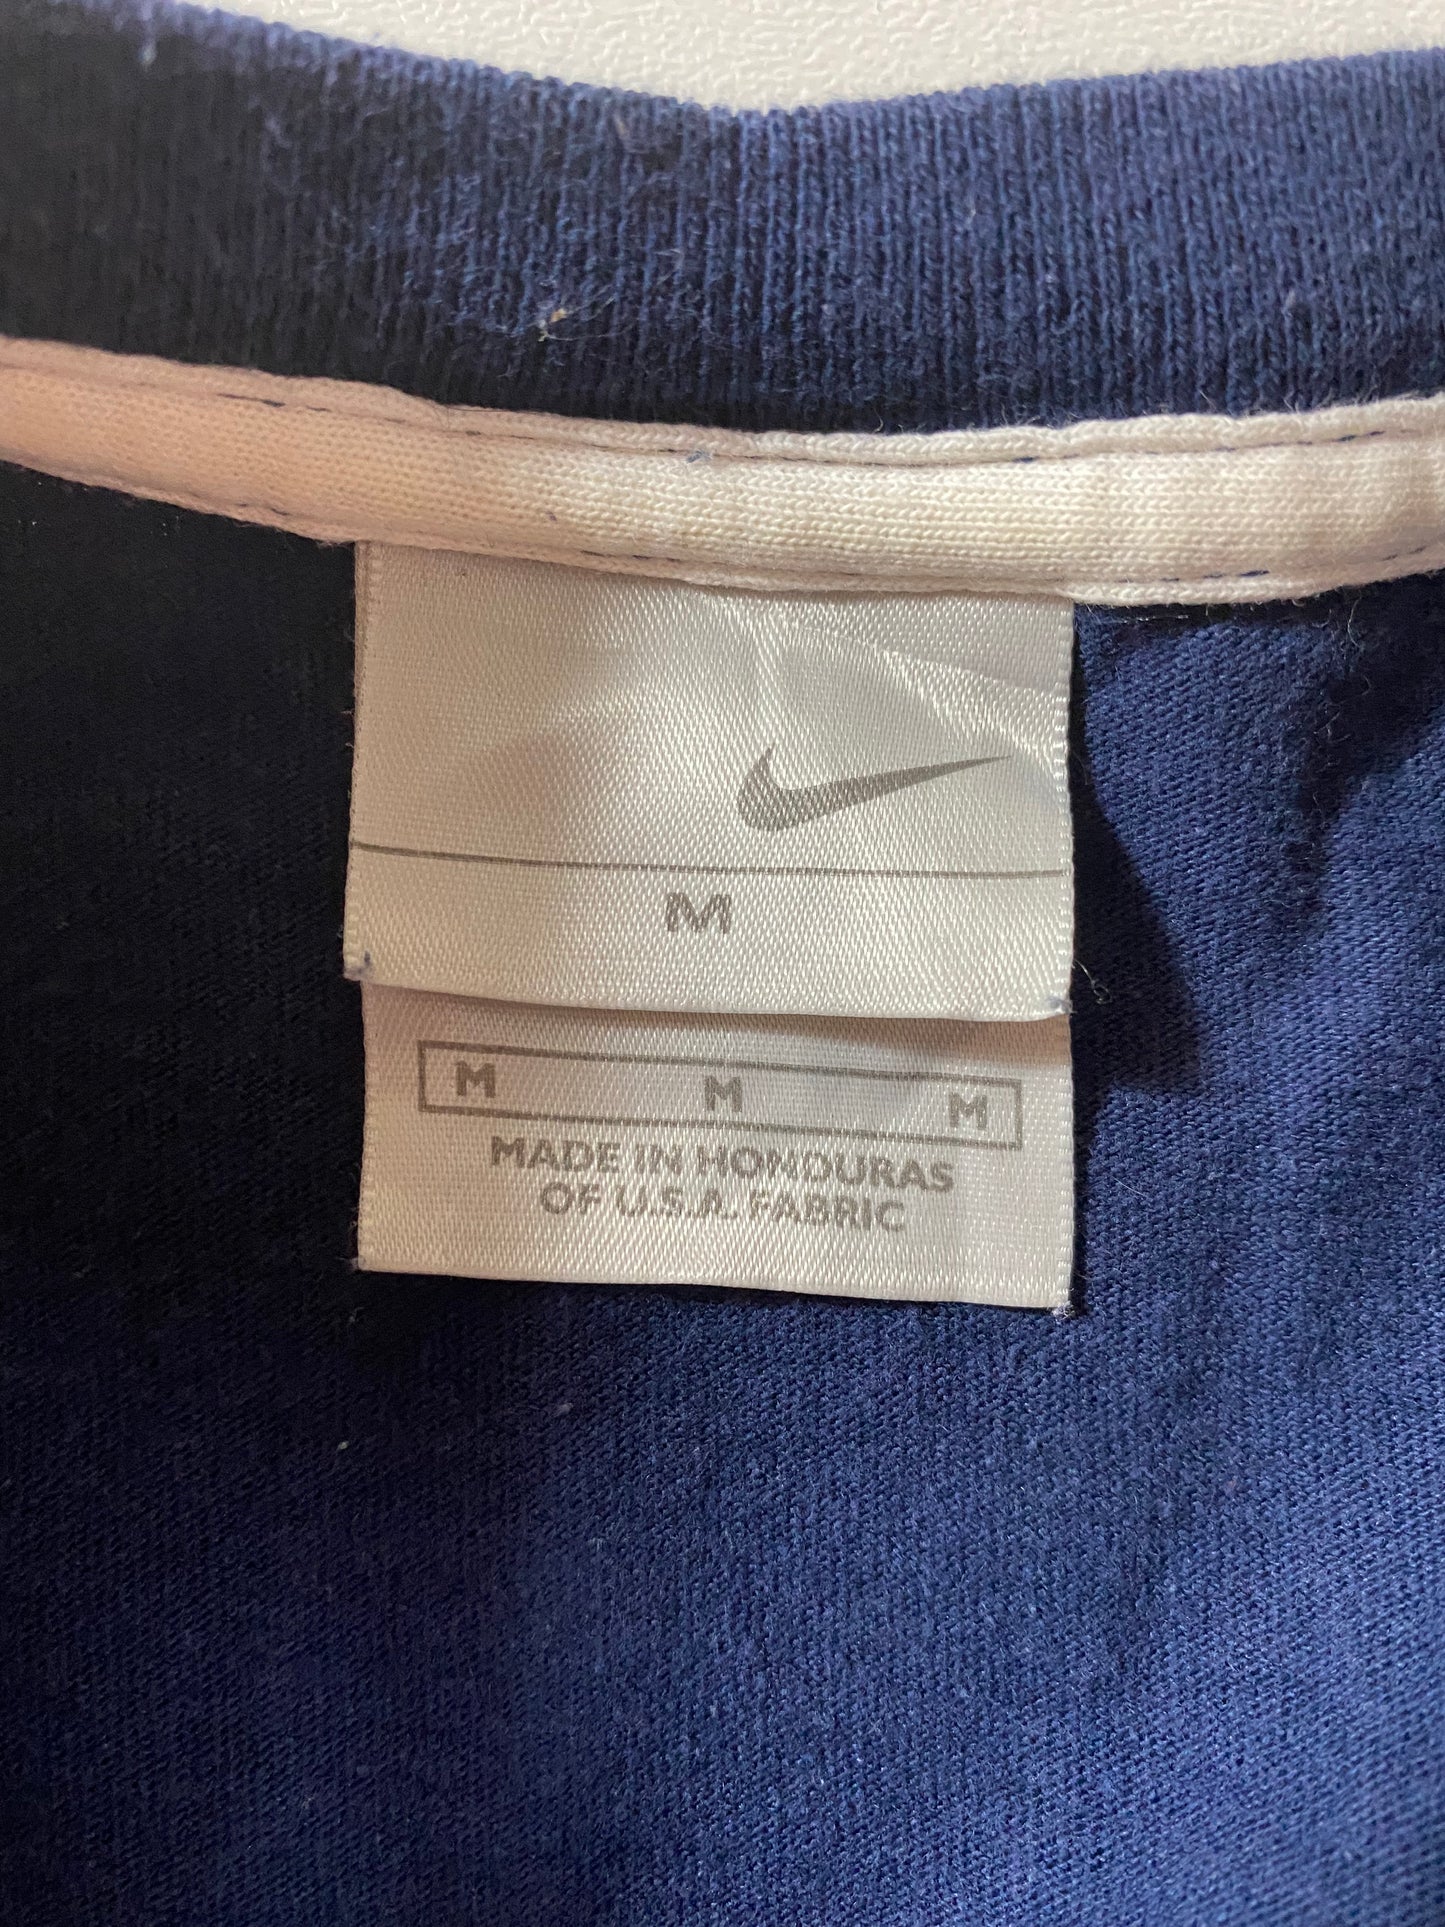 M
M M M
MADE IN HONDURAS
OF U.S.A. FABRIC